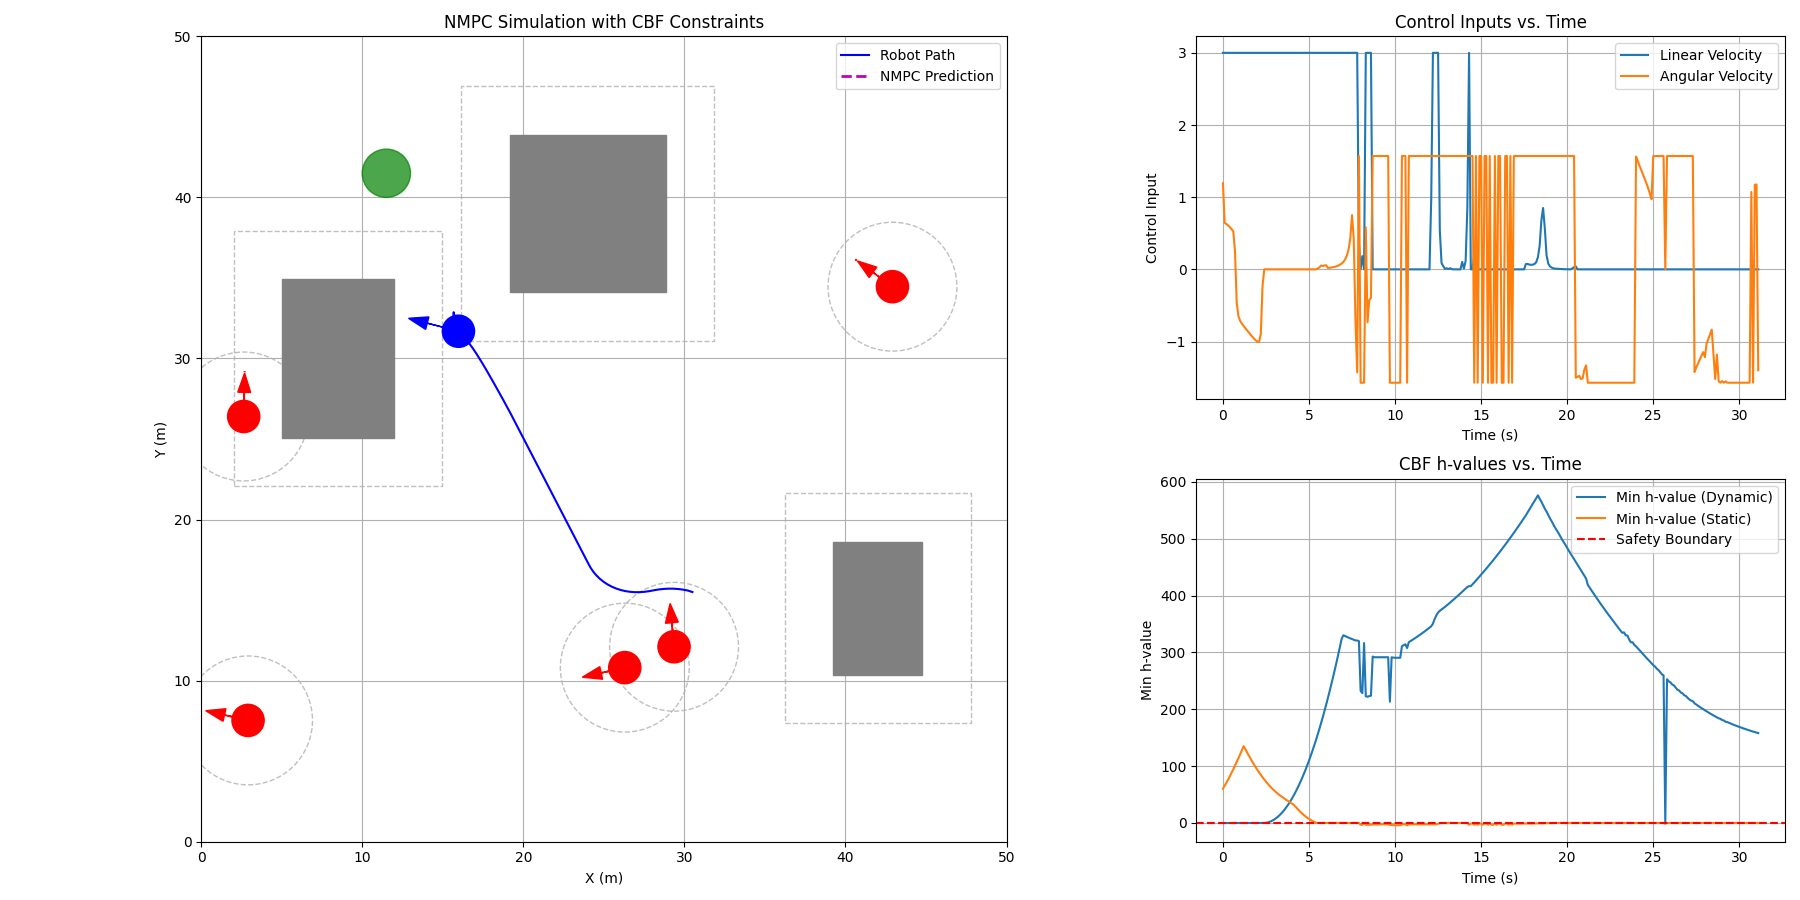 NMPC Simulation with CBF Constraints
50
40
30
20
10
0
Y (m)
0 10 20 30 40 50
X (m)
Robot Path
NMPC Prediction
Control Inputs vs. Time
3
2
1
0
−1
Control Input
0 5 10 15 20 25 30
Time (s)
Linear Velocity
Angular Velocity
CBF h-values vs. Time
600
500
400
300
200
100
0
Min h-value
0 5 10 15 20 25 30
Time (s)
Min h-value (Dynamic)
Min h-value (Static)
Safety Boundary